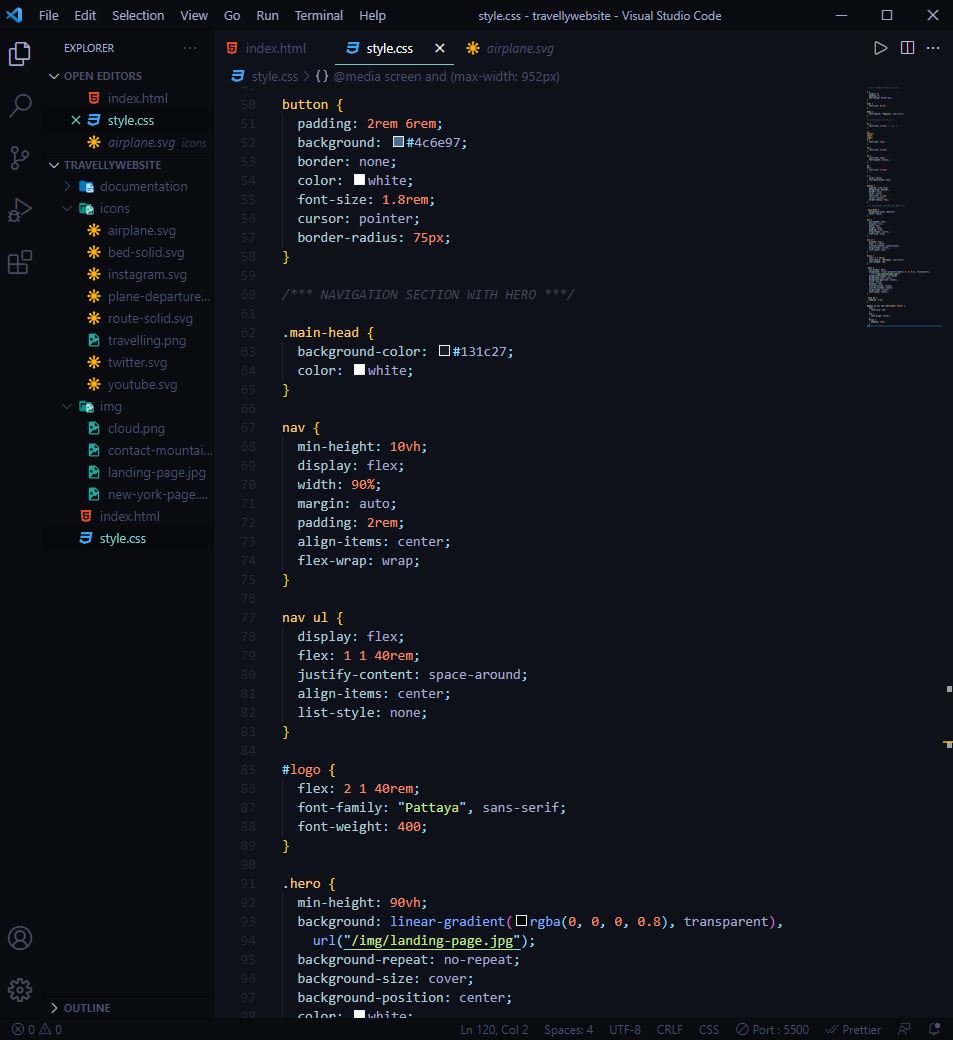 File Edit Selection View Go Run Terminal Help style.css - travellywebsite - Visual Studio Code
EXPLORER
index.html style.css airplane.svg
style.css > {} @media screen and (max-width: 952px)
OPEN EDITORS
index.html
style.css
airplane.svg icons
TRAVELLYWEBSITE
documentation
icons
airplane.svg
bed-solid.svg
instagram.svg
plane-departure...
route-solid.svg
travelling.png
twitter.svg
youtube.svg
img
cloud.png
contact-mountai...
landing-page.jpg
new-york-page....
index.html
style.css
OUTLINE
50 button {
51 padding: 2rem 6rem;
52 background: #4c6e97;
53 border: none;
54 color: white;
55 font-size: 1.8rem;
56 cursor: pointer;
57 border-radius: 75px;
58 }
59
60 /*** NAVIGATION SECTION WITH HERO ***/
61
62 .main-head {
63 background-color: #131c27;
64 color: white;
65 }
66
67 nav {
68 min-height: 10vh;
69 display: flex;
70 width: 90%;
71 margin: auto;
72 padding: 2rem;
73 align-items: center;
74 flex-wrap: wrap;
75 }
76
77 nav ul {
78 display: flex;
79 flex: 1 1 40rem;
80 justify-content: space-around;
81 align-items: center;
82 list-style: none;
83 }
84
85 #logo {
86 flex: 2 1 40rem;
87 font-family: "Pattaya", sans-serif;
88 font-weight: 400;
89 }
90
91 .hero {
92 min-height: 90vh;
93 background: linear-gradient(rgba(0, 0, 0, 0.8), transparent),
94 url("/img/landing-page.jpg");
95 background-repeat: no-repeat;
96 background-size: cover;
97 background-position: center;
98 color: white;
0 0 Ln 120, Col 2 Spaces: 4 UTF-8 CRLF CSS Port : 5500 Prettier